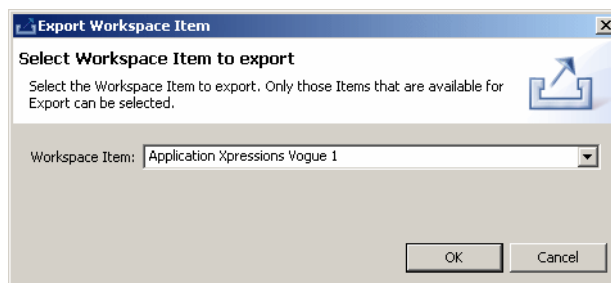 Export Workspace Item
Select Workspace Item to export
Select the Workspace Item to export. Only those Items that are available for
Export can be selected.
Workspace Item: Application Xpressions Vogue 1
OK Cancel